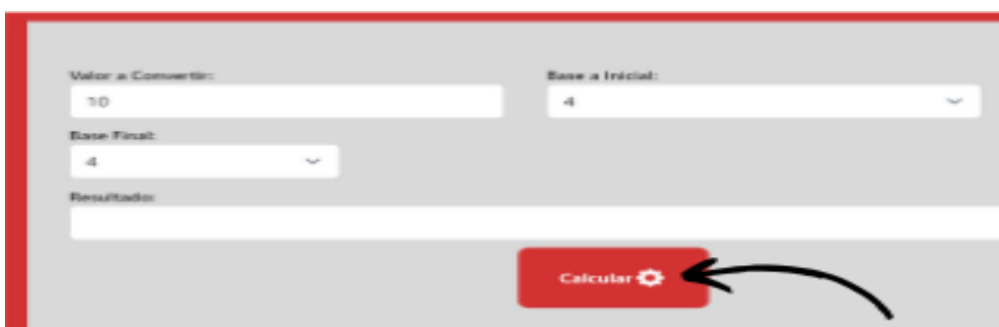 Valor a Convertir:
Base a Inicial:
10
4
Base Final:
4
Resultado:
Calcular